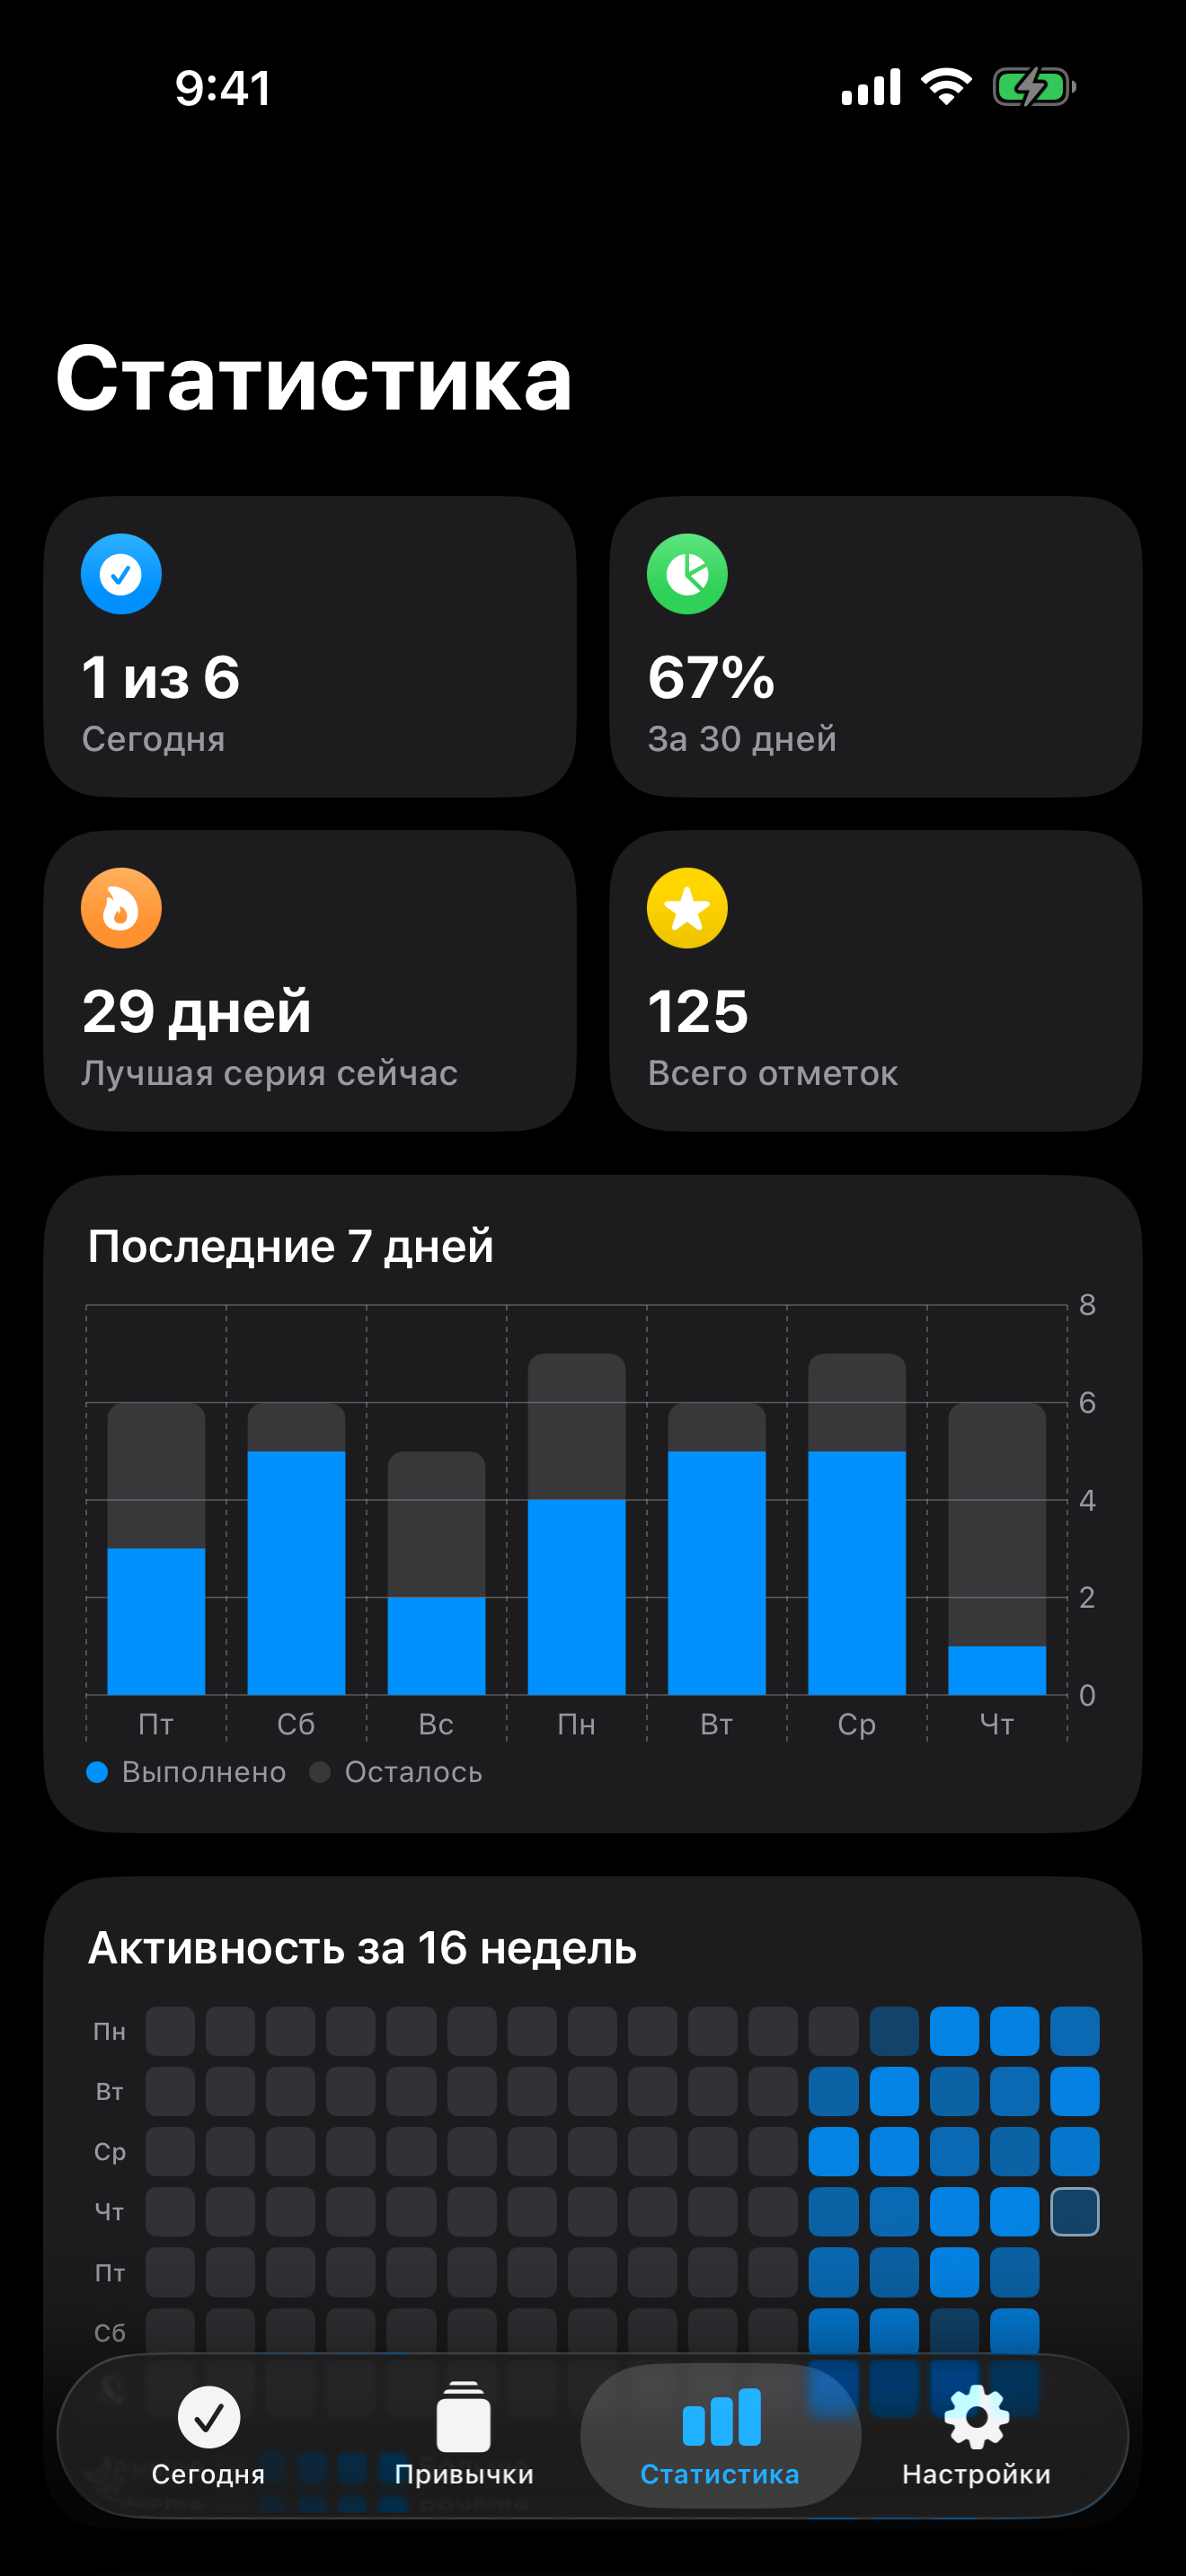 9:41
Статистика
1 из 6
Сегодня
67%
За 30 дней
29 дней
Лучшая серия сейчас
125
Всего отметок
Последние 7 дней
8
6
4
2
0
Пт Сб Вс Пн Вт Ср Чт
Выполнено Осталось
Активность за 16 недель
Пн
Вт
Ср
Чт
Пт
Сб
Сегодня Привычки Статистика Настройки